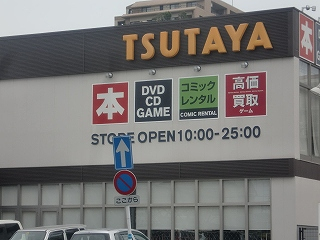 TSUTAYA
本
本
DVD
CD
GAME
コミック
レンタル
COMIC RENTAL
高価
買取
ゲーム
STORE OPEN 10:00-25:00
ここから